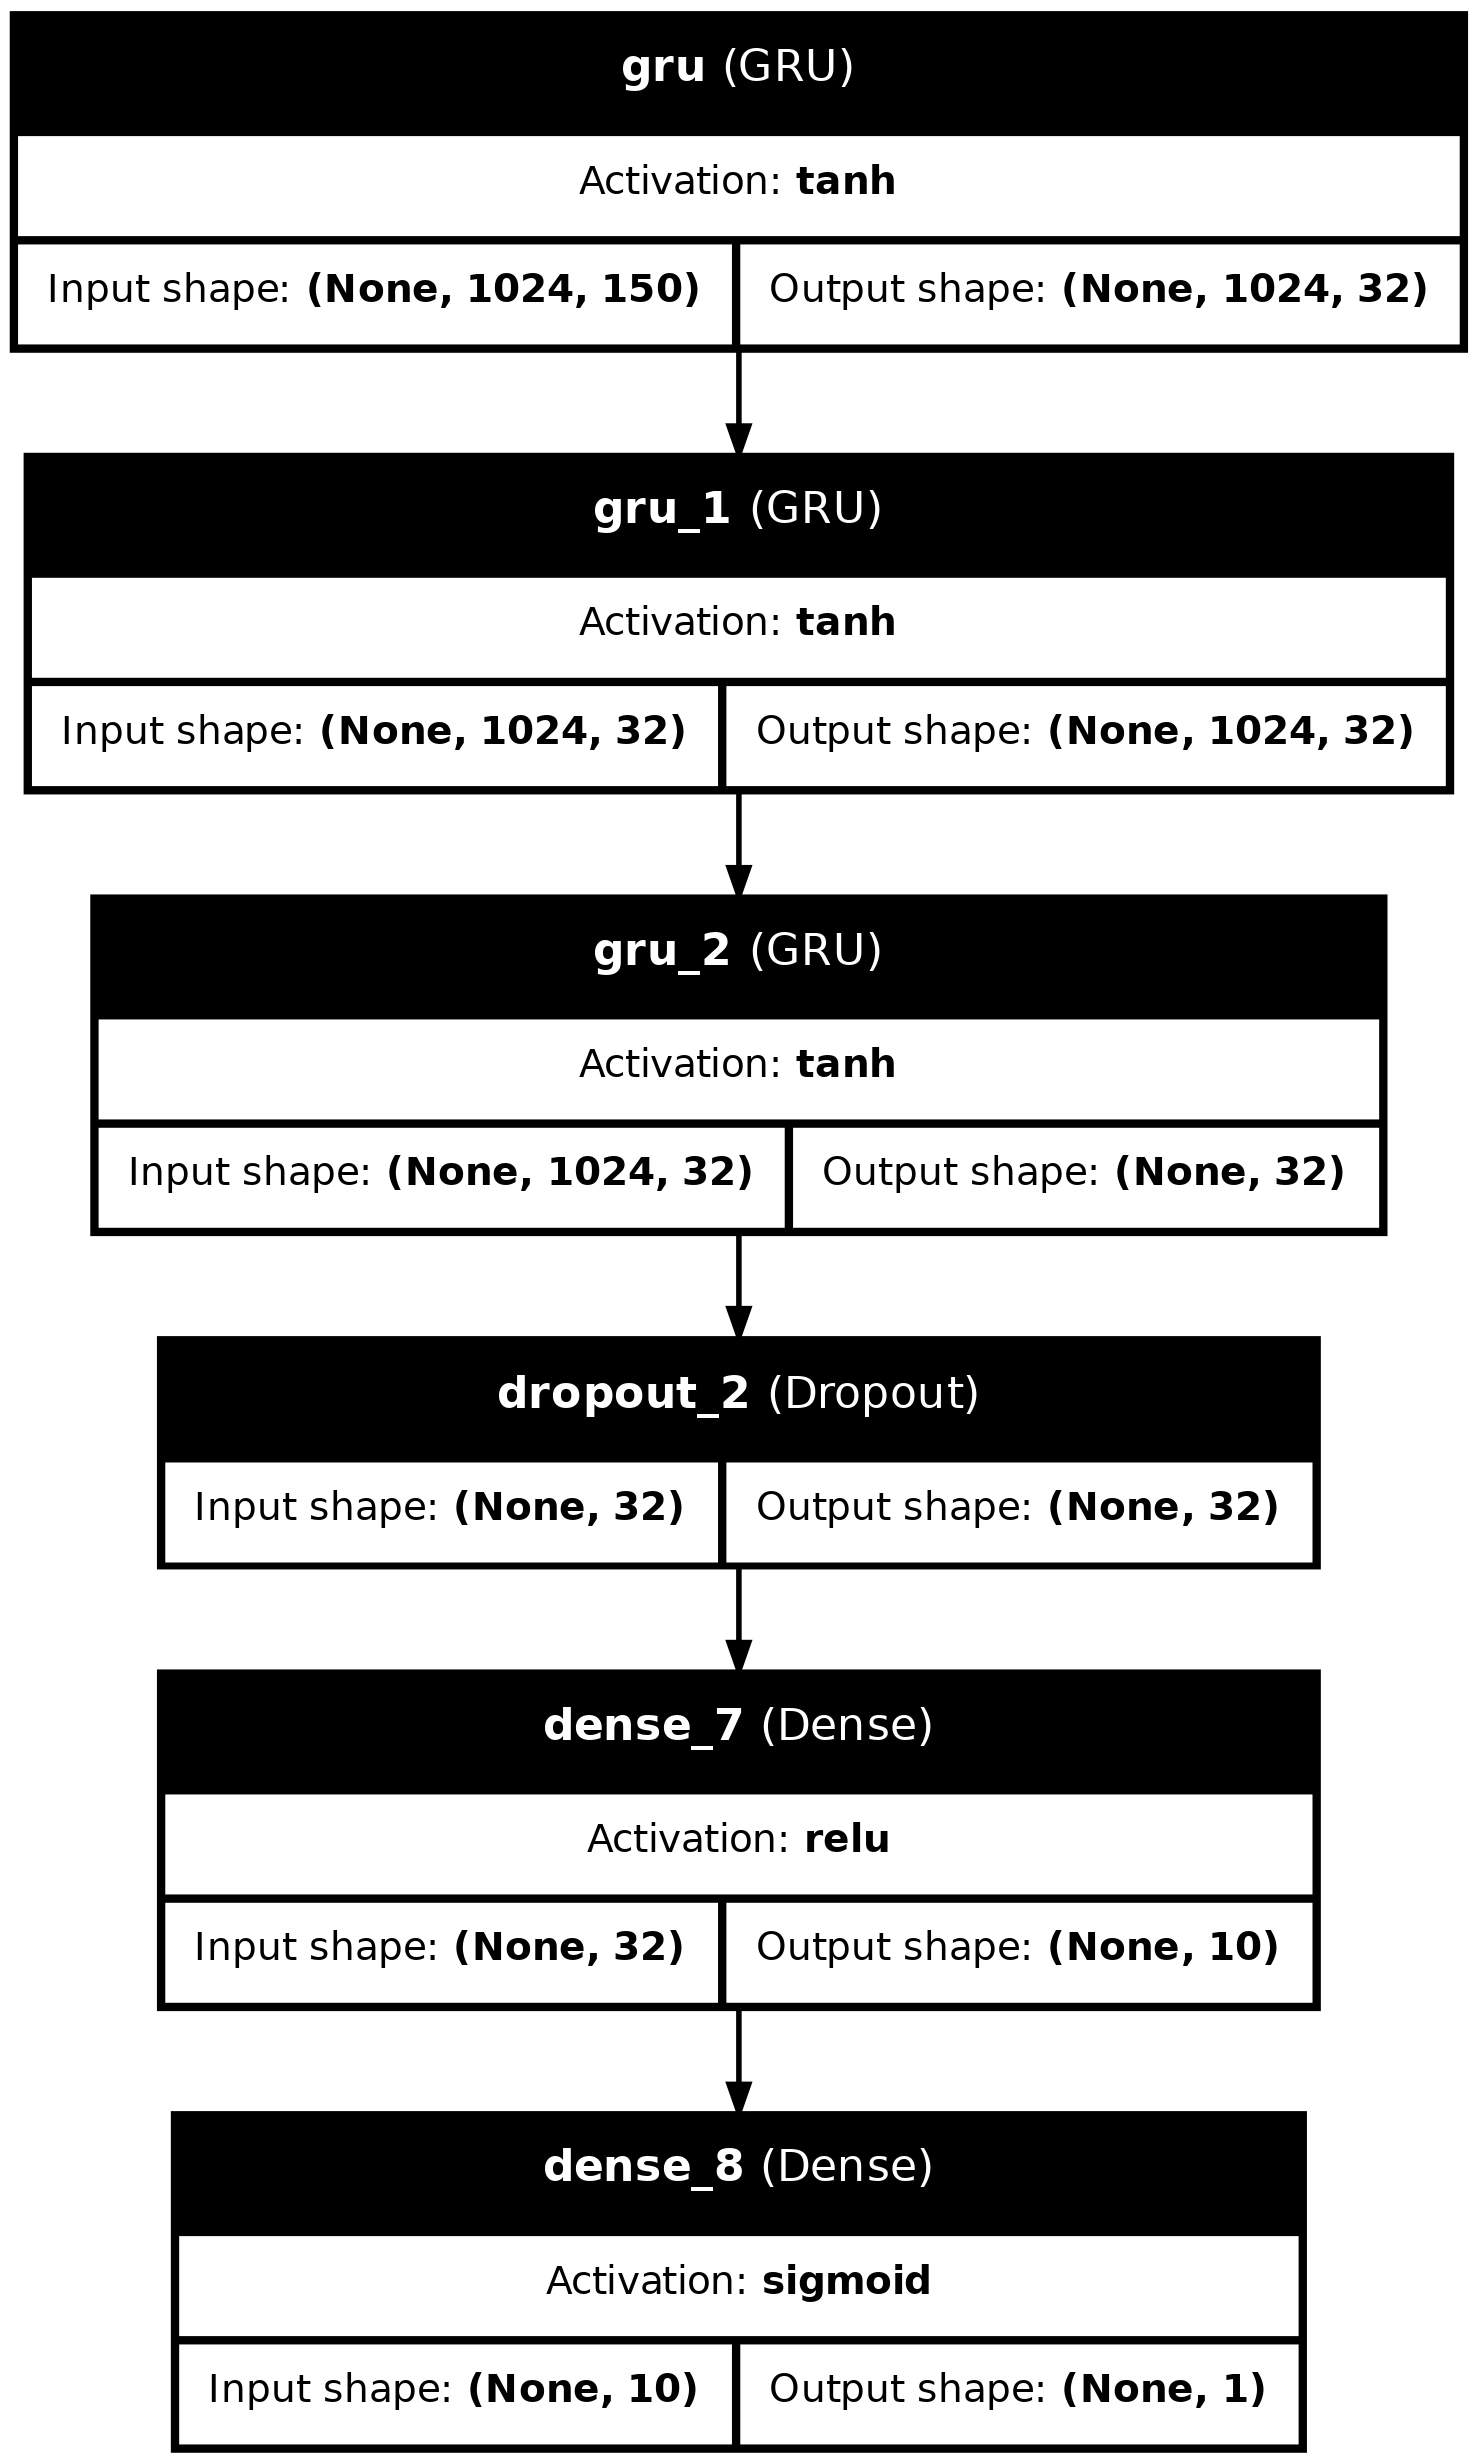 gru (GRU)
Activation: tanh
Input shape: (None, 1024, 150) Output shape: (None, 1024, 32)
gru_1 (GRU)
Activation: tanh
Input shape: (None, 1024, 32) Output shape: (None, 1024, 32)
gru_2 (GRU)
Activation: tanh
Input shape: (None, 1024, 32) Output shape: (None, 32)
dropout_2 (Dropout)
Input shape: (None, 32) Output shape: (None, 32)
dense_7 (Dense)
Activation: relu
Input shape: (None, 32) Output shape: (None, 10)
dense_8 (Dense)
Activation: sigmoid
Input shape: (None, 10) Output shape: (None, 1)